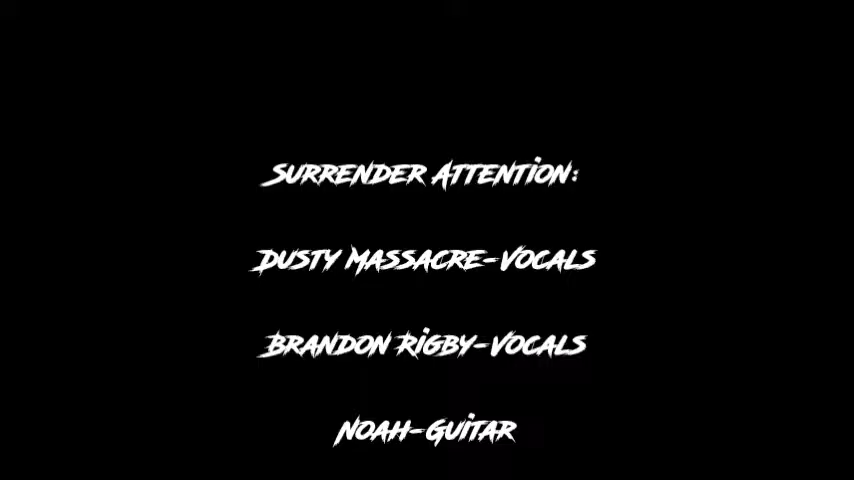 Surrender Attention:
Dusty Massacre-Vocals
Brandon Rigby-Vocals
Noah-Guitar